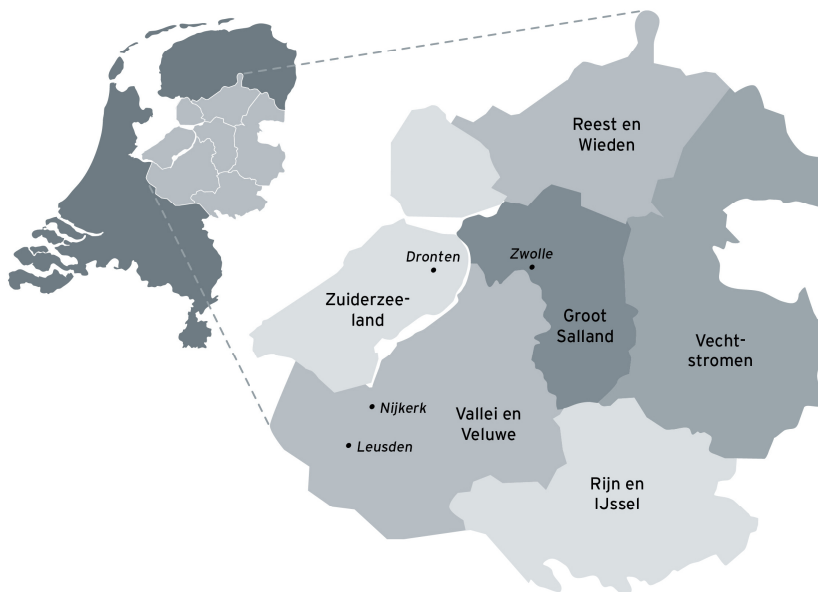 Reest en
Wieden
Dronten
Zwolle
Zuiderzee-
land
Groot
Salland
Vecht-
stromen
Nijkerk
Vallei en
Veluwe
Leusden
Rijn en
IJssel